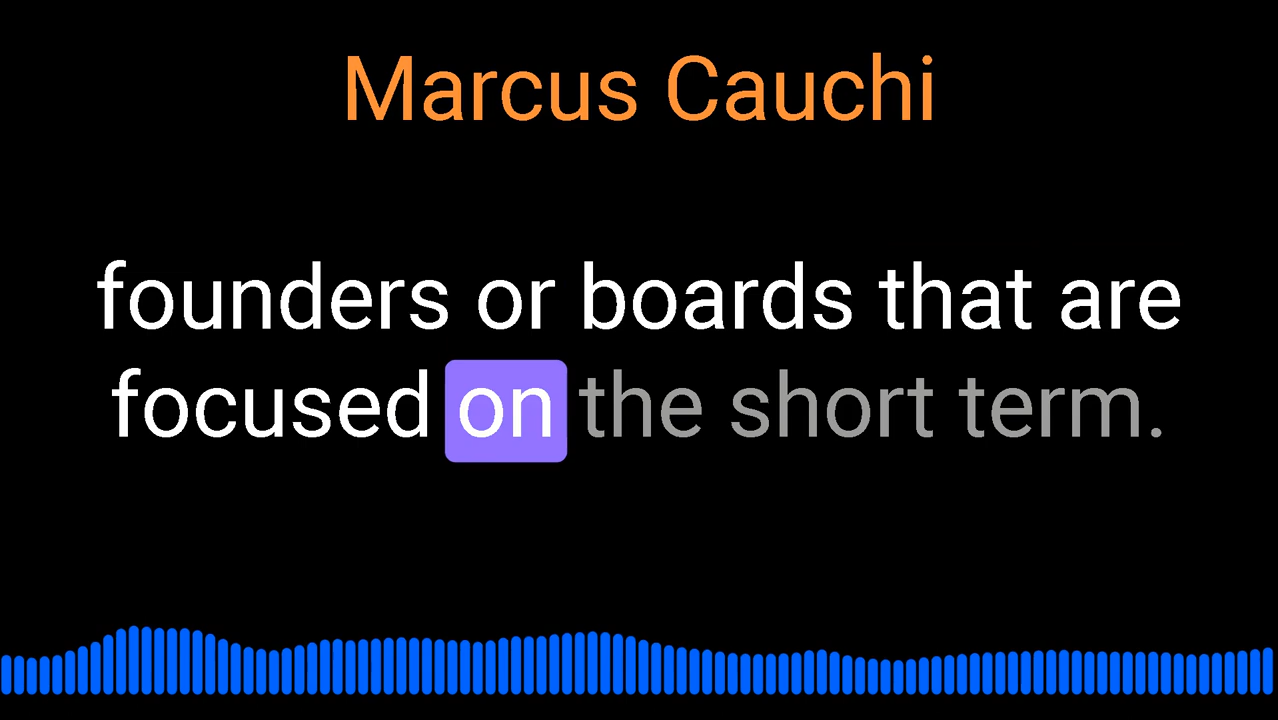 Marcus Cauchi
founders or boards that are
focused on the short term.